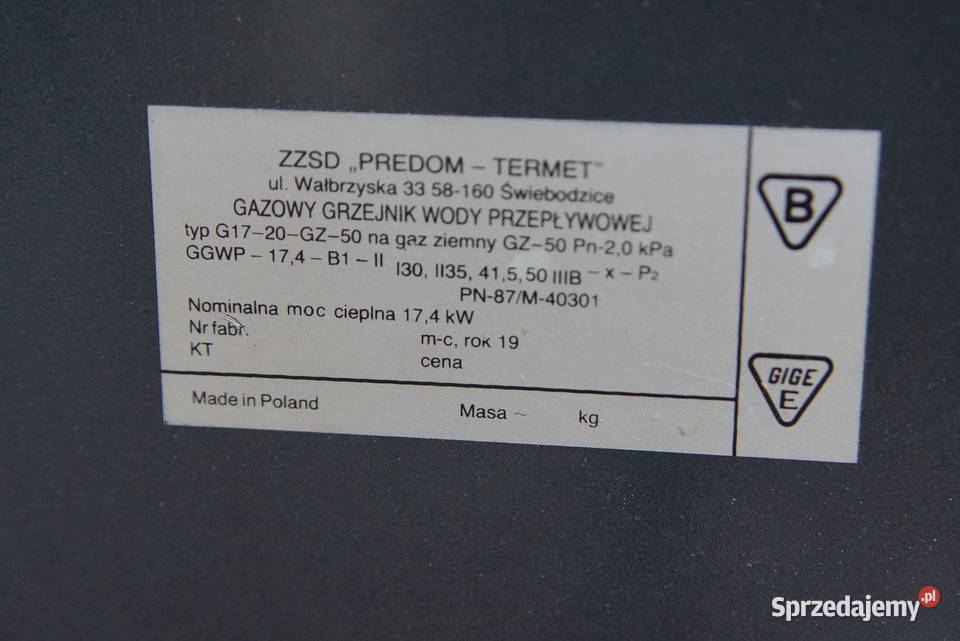 ZZSD „PREDOM – TERMET"
ul. Wałbrzyska 33 58-160 Świebodzice
GAZOWY GRZEJNIK WODY PRZEPŁYWOWEJ
typ G17–20–GZ–50 na gaz ziemny GZ–50 Pn-2,0 kPa
GGWP – 17,4 – B1 – II I30, II35, 41,5,50 IIIB – x – P2
PN-87/M-40301
Nominalna moc cieplna 17,4 kW
Nr fabr. m-c, rok 19
KT cena
Made in Poland Masa ~ kg
B
GIGE
E
Sprzedajemy.pl